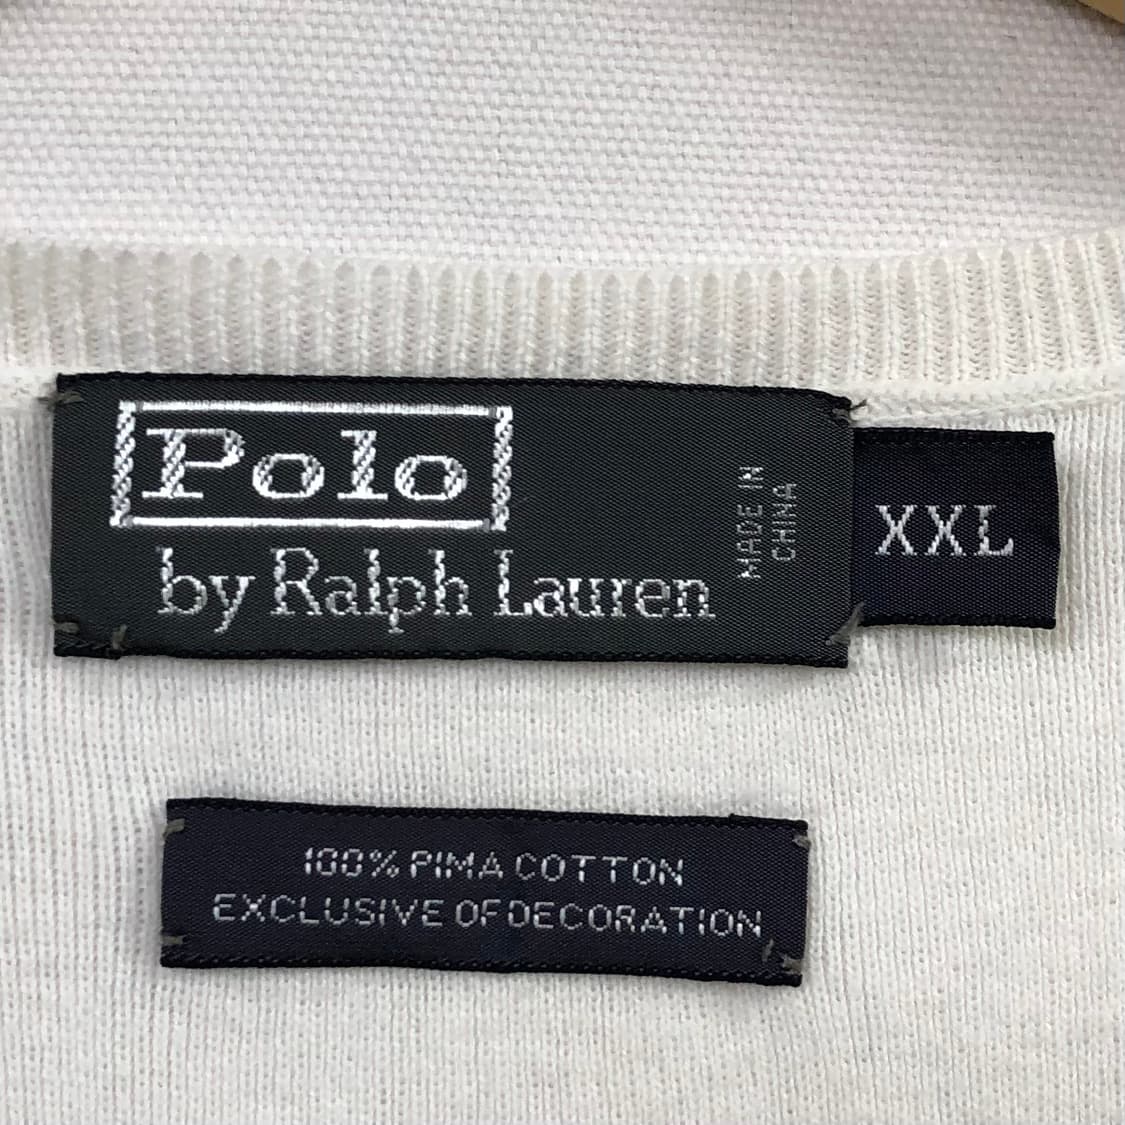 Polo
by Ralph Lauren
MADE IN
CHINA
XXL
100% PIMA COTTON
EXCLUSIVE OF DECORATION